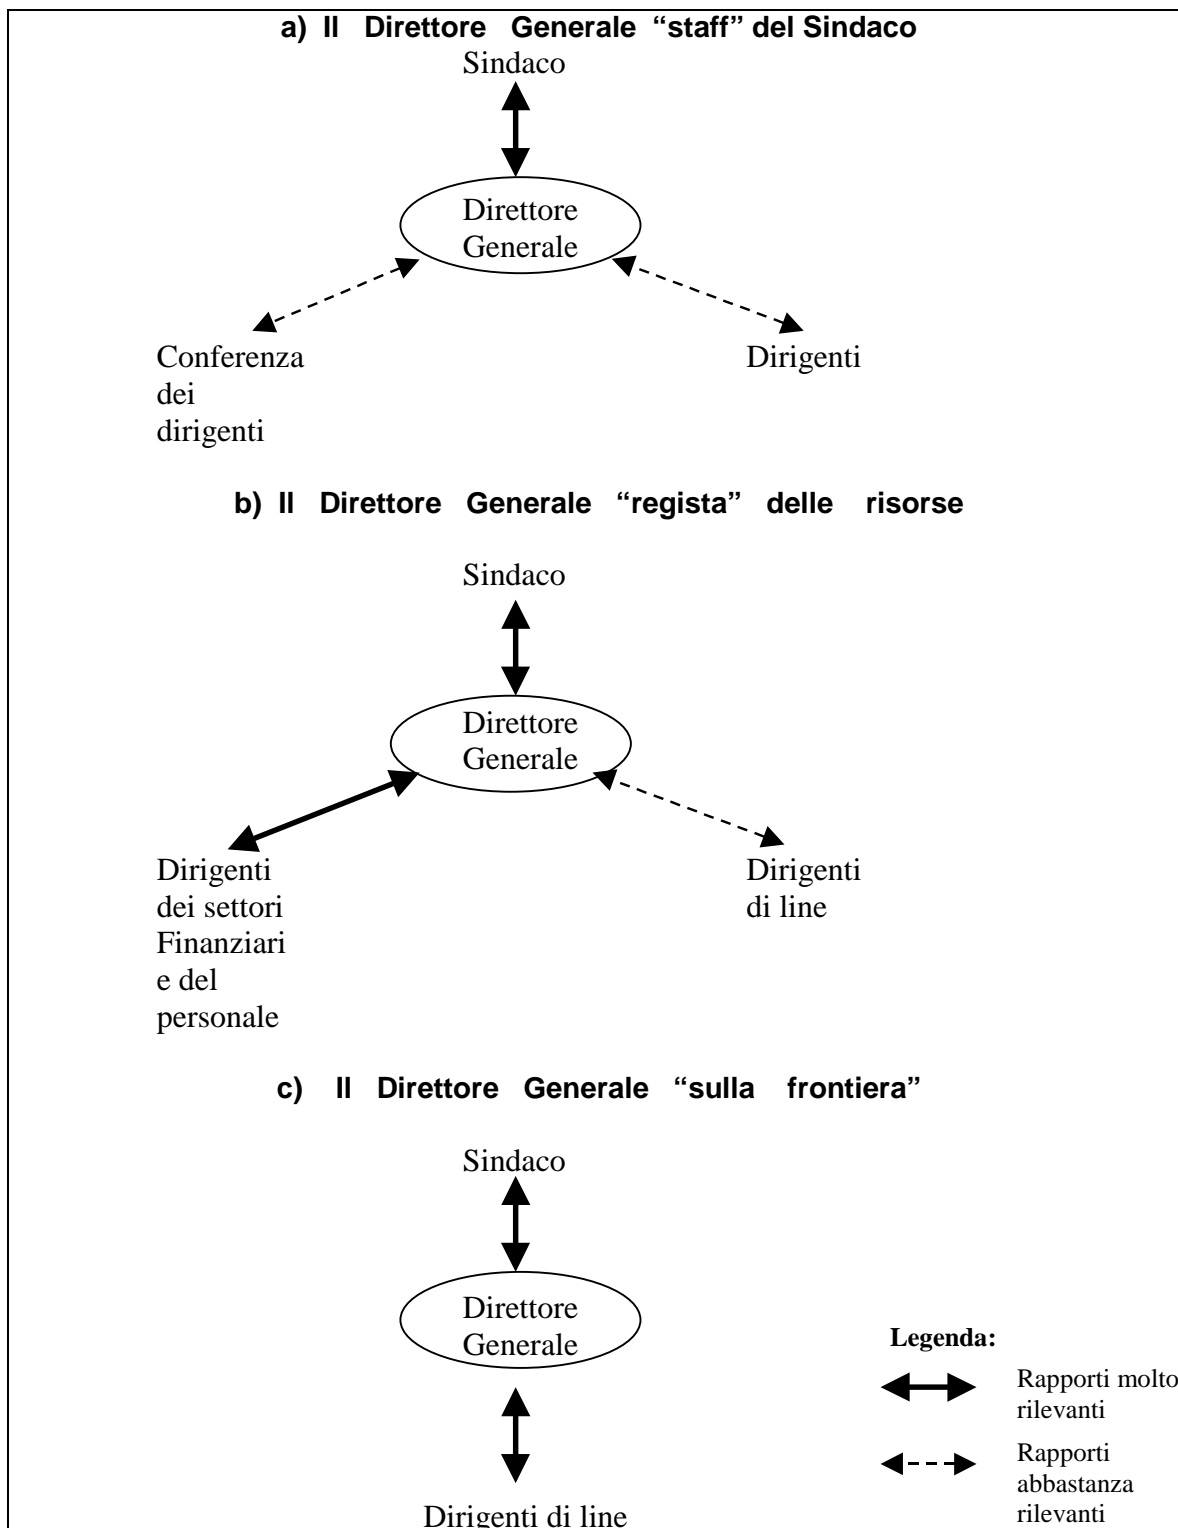 a) Il Direttore Generale “staff” del Sindaco
Sindaco
Direttore
Generale
Conferenza
dei
dirigenti
Dirigenti
b) Il Direttore Generale “regista” delle risorse
Sindaco
Direttore
Generale
Dirigenti
dei settori
Finanziari
e del
personale
Dirigenti
di line
c) Il Direttore Generale “sulla frontiera”
Sindaco
Direttore
Generale
Dirigenti di line
Legenda:
Rapporti molto
rilevanti
Rapporti
abbastanza
rilevanti